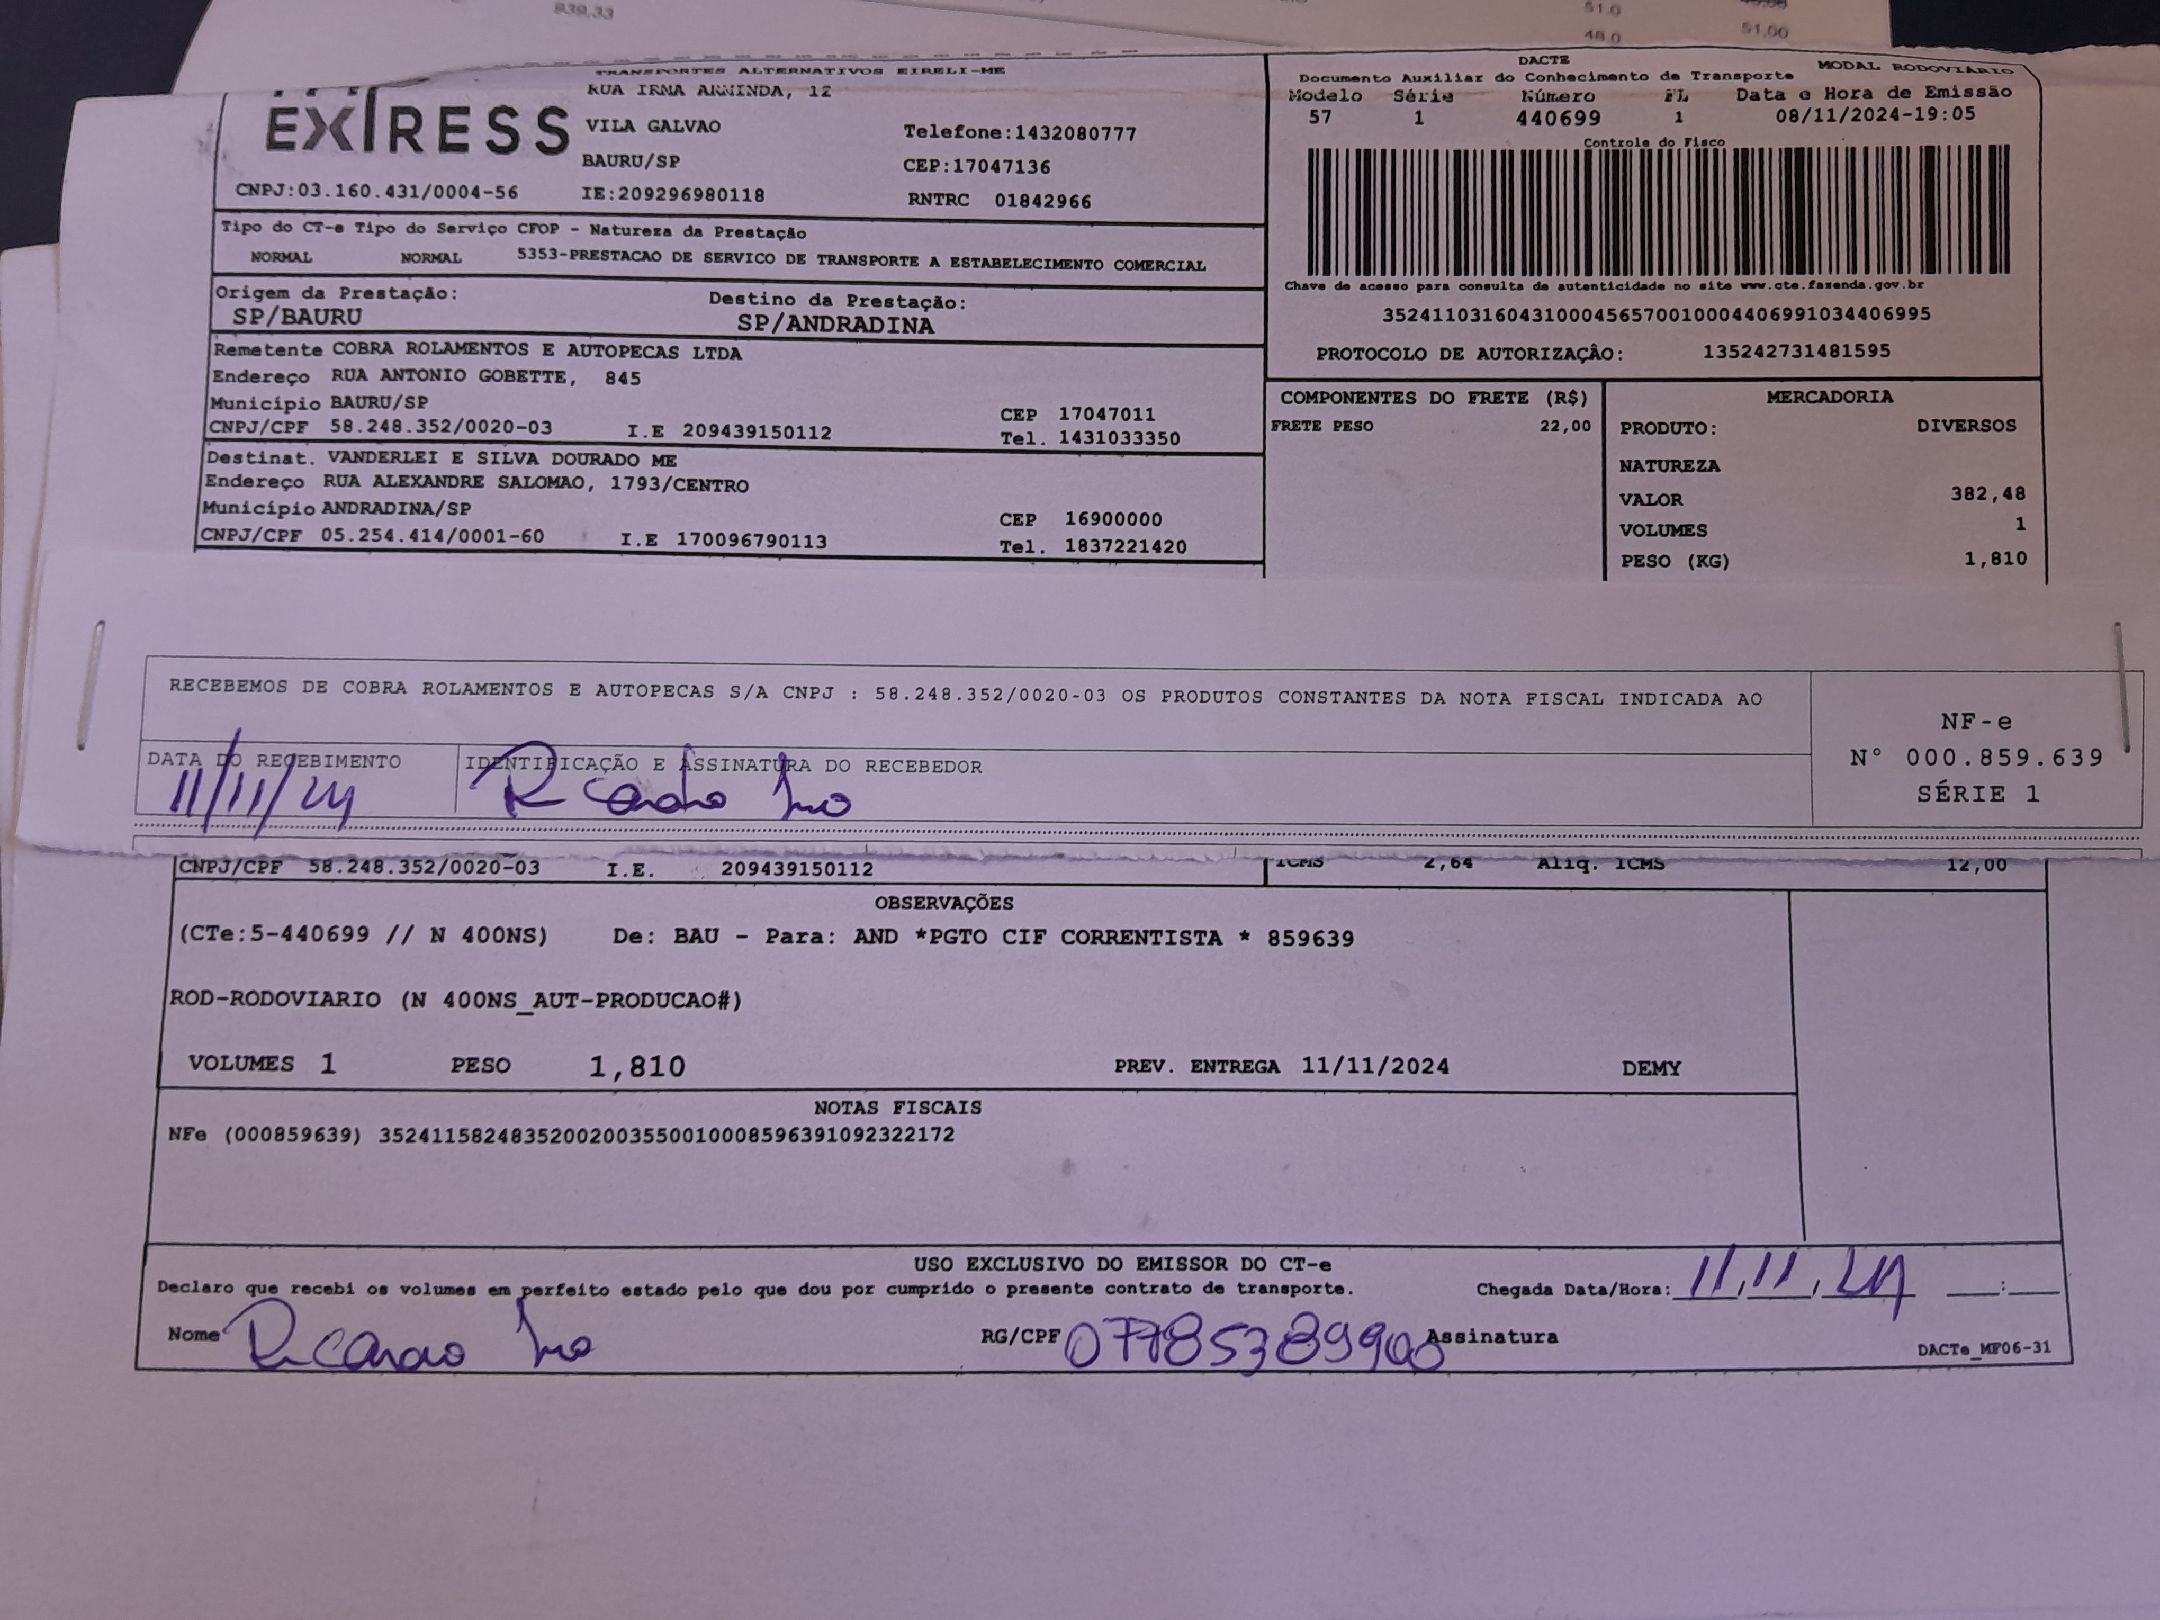 939,33
51,0
48,0
51,00
TRANSPORTES ALTERNATIVOS EIRELI-ME
RUA IRMA ARMINDA, 12
EXPRESS
VILA GALVAO
Telefone:1432080777
BAURU/SP
CEP:17047136
CNPJ:03.160.431/0004-56 IE:209296980118
RNTRC 01842966
DACTE
MODAL RODOVIARIO
Documento Auxiliar do Conhecimento de Transporte
Modelo Série Número FL Data e Hora de Emissão
57 1 440699 1 08/11/2024-19:05
Controle do Fisco
Chave de acesso para consulta de autenticidade no site www.cte.fazenda.gov.br
35241103160431000456570010004406991034406995
PROTOCOLO DE AUTORIZAÇÂO: 135242731481595
Tipo do CT-e Tipo do Serviço CFOP - Natureza da Prestação
NORMAL NORMAL 5353-PRESTACAO DE SERVICO DE TRANSPORTE A ESTABELECIMENTO COMERCIAL
Origem da Prestação: Destino da Prestação:
SP/BAURU SP/ANDRADINA
Remetente COBRA ROLAMENTOS E AUTOPECAS LTDA
Endereço RUA ANTONIO GOBETTE, 845
Município BAURU/SP CEP 17047011
CNPJ/CPF 58.248.352/0020-03 I.E 209439150112 Tel. 1431033350
Destinat. VANDERLEI E SILVA DOURADO ME
Endereço RUA ALEXANDRE SALOMAO, 1793/CENTRO
Município ANDRADINA/SP CEP 16900000
CNPJ/CPF 05.254.414/0001-60 I.E 170096790113 Tel. 1837221420
COMPONENTES DO FRETE (R$)
FRETE PESO 22,00
MERCADORIA
PRODUTO: DIVERSOS
NATUREZA
VALOR 382,48
VOLUMES 1
PESO (KG) 1,810
RECEBEMOS DE COBRA ROLAMENTOS E AUTOPECAS S/A CNPJ : 58.248.352/0020-03 OS PRODUTOS CONSTANTES DA NOTA FISCAL INDICADA AO
NF-e
N° 000.859.639
SÉRIE 1
DATA DO RECEBIMENTO IDENTIFICAÇÃO E ASSINATURA DO RECEBEDOR
11/11/24 Ricardo
CNPJ/CPF 58.248.352/0020-03 I.E. 209439150112 ICMS 2,64 Aliq. ICMS 12,00
OBSERVAÇÕES
(CTe:5-440699 // N 400NS) De: BAU - Para: AND *PGTO CIF CORRENTISTA * 859639
ROD-RODOVIARIO (N 400NS_AUT-PRODUCAO#)
VOLUMES 1 PESO 1,810 PREV. ENTREGA 11/11/2024 DEMY
NOTAS FISCAIS
NFe (000859639) 35241158248352002003550010008596391092322172
USO EXCLUSIVO DO EMISSOR DO CT-e
Declaro que recebi os volumes em perfeito estado pelo que dou por cumprido o presente contrato de transporte. Chegada Data/Hora: 11/11/24 :
Nome Ricardo RG/CPF 07785389900 Assinatura
DACTe_MF06-31